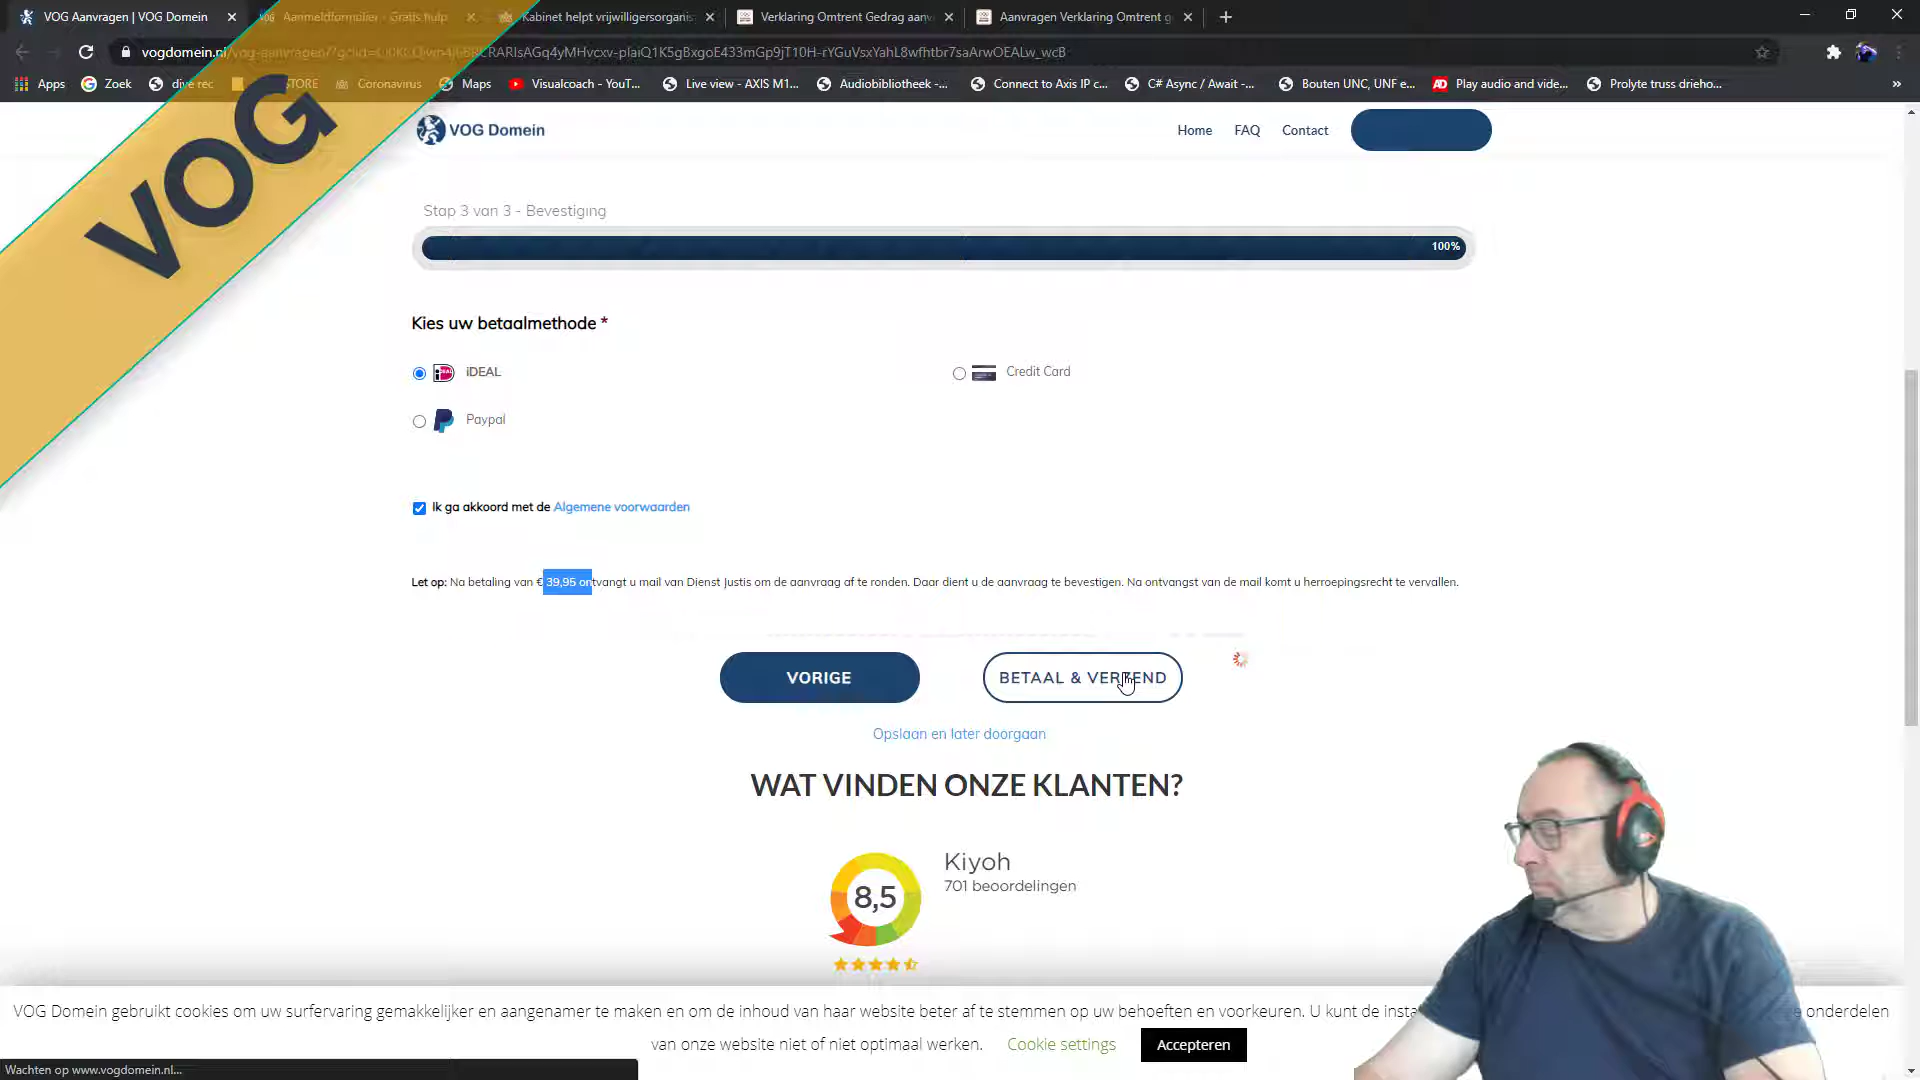 VOG Aanvragen | VOG Domein
Aanmeldformulier - Gratis hulp
Kabinet helpt vrijwilligersorganis
Verklaring Omtrent Gedrag aanv
Aanvragen Verklaring Omtrent g
Apps
Zoek
dive rec
STORE
Coronavirus
Maps
Visualcoach - YouT...
Live view - AXIS M1...
Audiobibliotheek -...
Connect to Axis IP c...
C# Async / Await -...
Bouten UNC, UNF e...
Play audio and vide...
Prolyte truss drieho...
VOG
VOG Domein
Home
FAQ
Contact
Stap 3 van 3 - Bevestiging
100%
Kies uw betaalmethode *
iDEAL
Credit Card
Paypal
Ik ga akkoord met de Algemene voorwaarden
Let op: Na betaling van € 39,95 ontvangt u mail van Dienst Justis om de aanvraag af te ronden. Daar dient u de aanvraag te bevestigen. Na ontvangst van de mail komt u herroepingsrecht te vervallen.
VORIGE
BETAAL & VERZEND
Opslaan en later doorgaan
WAT VINDEN ONZE KLANTEN?
8,5
Kiyoh
701 beoordelingen
VOG Domein gebruikt cookies om uw surfervaring gemakkelijker en aangenamer te maken en om de inhoud van haar website beter af te stemmen op uw behoeften en voorkeuren. U kunt de insta
onderdelen
van onze website niet of niet optimaal werken.
Cookie settings
Accepteren
Wachten op www.vogdomein.nl...